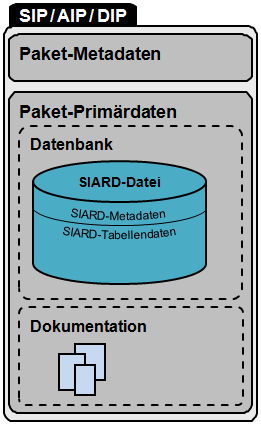 SIP / AIP / DIP
Paket-Metadaten
Paket-Primärdaten
Datenbank
SIARD-Datei
SIARD-Metadaten
SIARD-Tabellendaten
Dokumentation